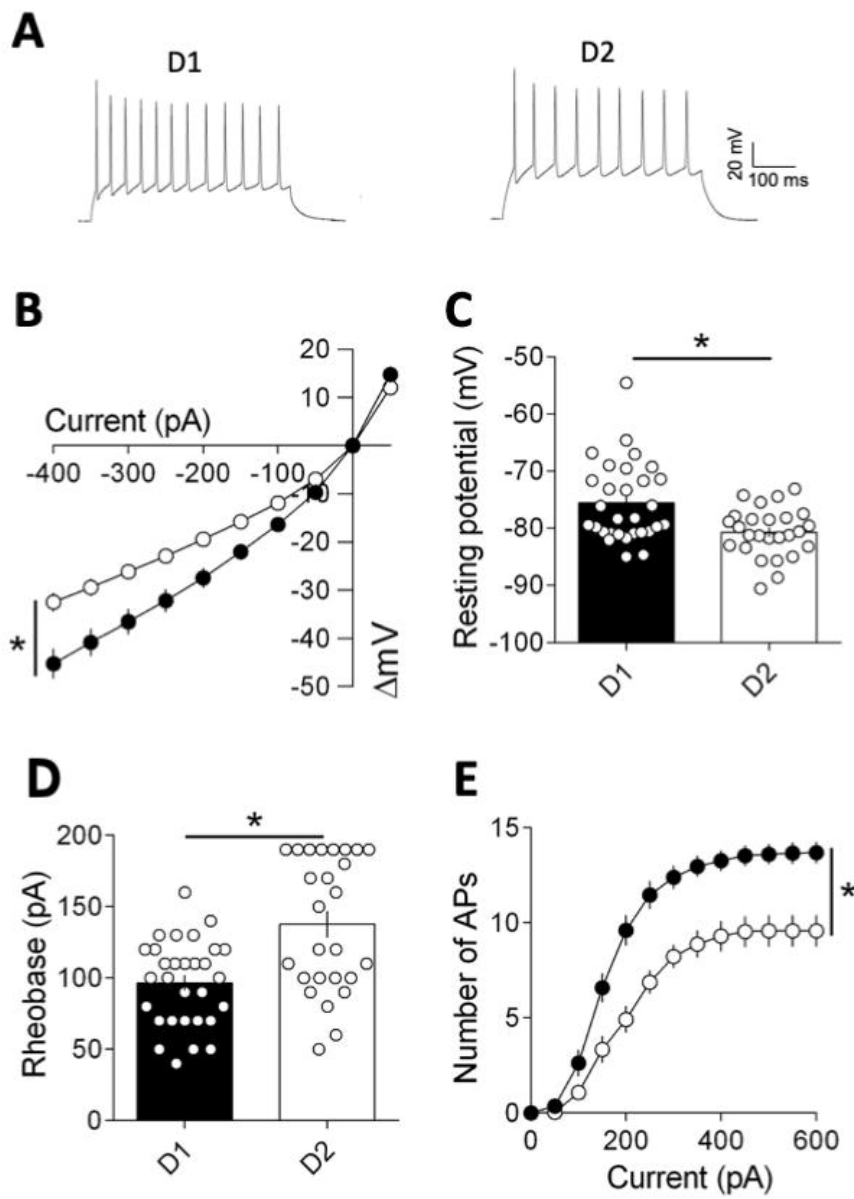 A
D1
D2
20 mV
100 ms
B
20
10
Current (pA)
-400
-300
-200
-100
-10
-20
-30
-40
-50
ΔmV
*
C
*
Resting potential (mV)
-50
-60
-70
-80
-90
-100
D1
D2
D
*
Rheobase (pA)
200
150
100
50
0
D1
D2
E
Number of APs
15
10
5
0
*
0
200
400
600
Current (pA)